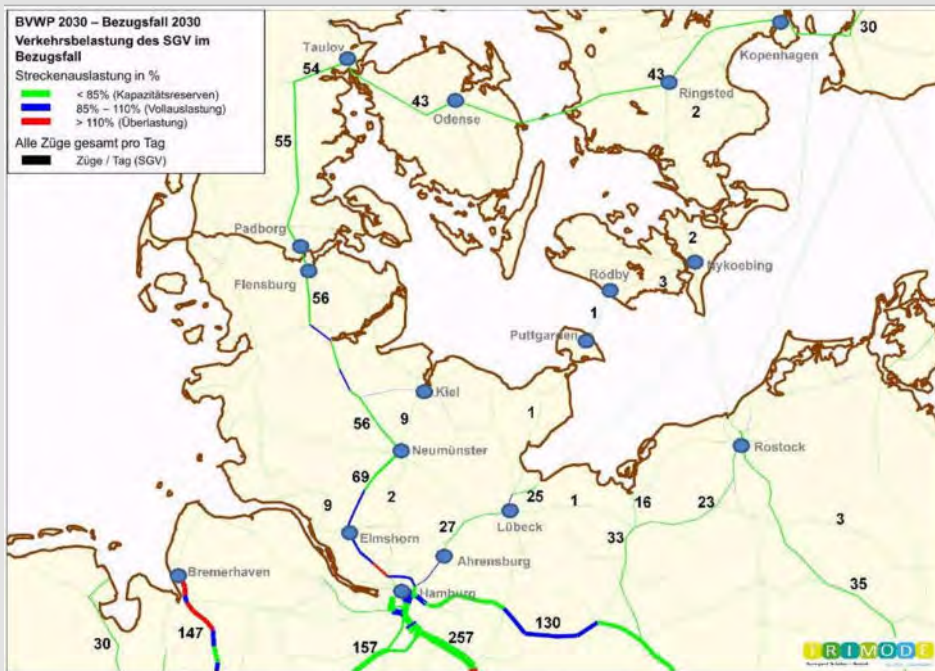 BVWP 2030 – Bezugsfall 2030
Verkehrsbelastung des SGV im
Bezugsfall
Streckenauslastung in %
< 85% (Kapazitätsreserven)
85% – 110% (Vollauslastung)
> 110% (Überlastung)
Alle Züge gesamt pro Tag
Züge / Tag (SGV)
Taulov
54
30
Kopenhagen
43
Ringsted
2
43
Odense
55
Padborg
2
Nykoebing
Rödby
3
Flensburg
56
1
Puttgarden
Kiel
56
9
1
Neumünster
Rostock
69
2
25
1
16
23
9
Lübeck
3
27
33
Elmshorn
Ahrensburg
Bremerhaven
35
Hamburg
130
147
30
157
257
TRIMODE